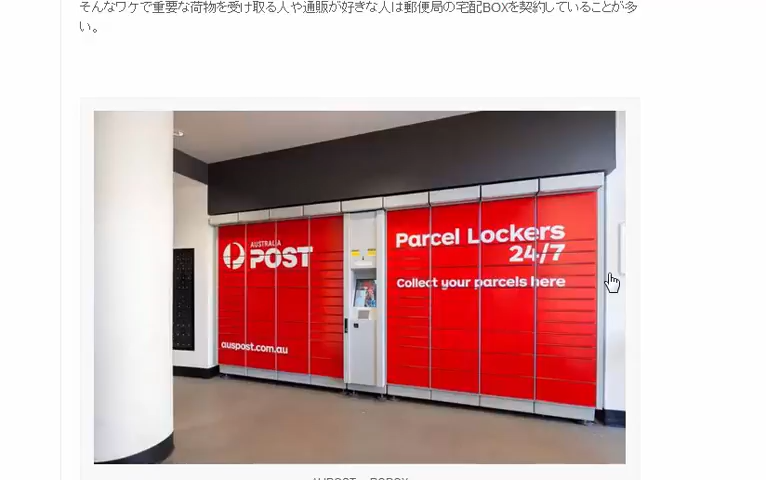 そんなワケで重要な荷物を受け取る人や通販が好きな人は郵便局の宅配BOXを契約していることが多
い。
AUSTRALIA
POST
auspost.com.au
Parcel Lockers
24/7
Collect your parcels here